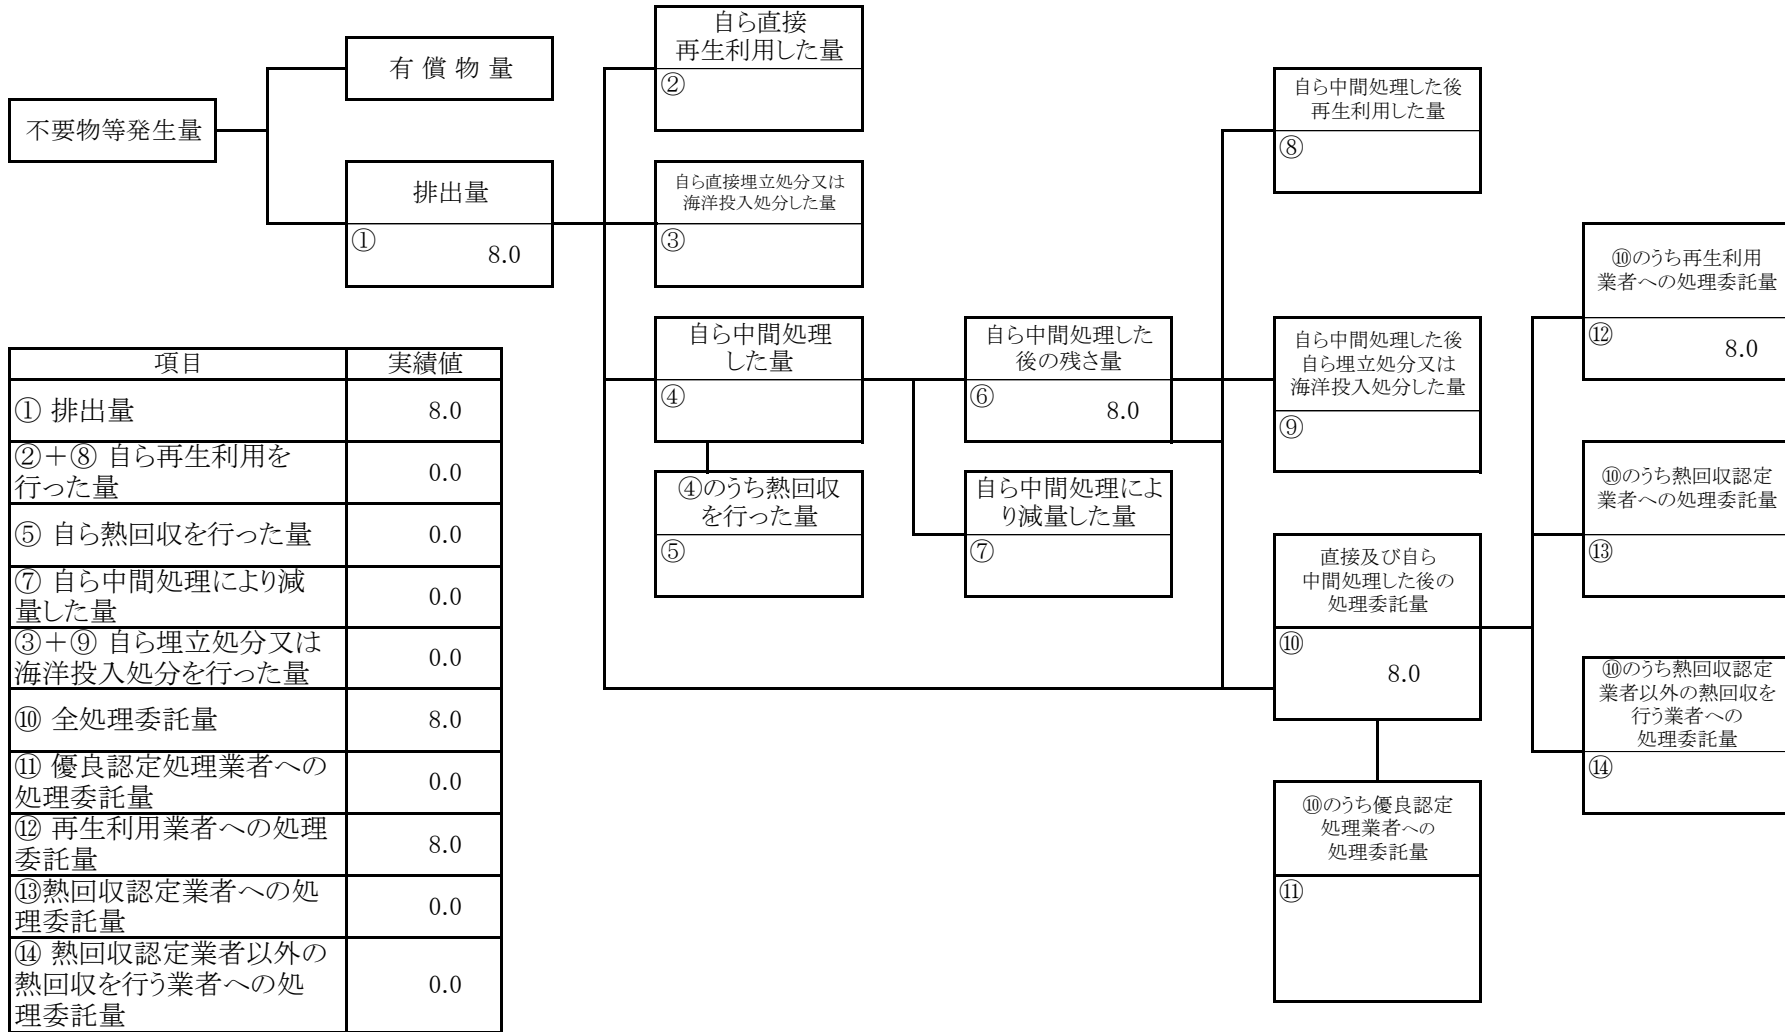 不要物等発生量
有 償 物 量
排出量
①
8.0
自ら直接
再生利用した量
②
自ら直接埋立処分又は
海洋投入処分した量
③
自ら中間処理
した量
④
④のうち熱回収
を行った量
⑤
自ら中間処理した
後の残さ量
⑥
8.0
自ら中間処理によ
り減量した量
⑦
自ら中間処理した後
再生利用した量
⑧
自ら中間処理した後
自ら埋立処分又は
海洋投入処分した量
⑨
直接及び自ら
中間処理した後の
処理委託量
⑩
8.0
⑩のうち優良認定
処理業者への
処理委託量
⑪
⑩のうち再生利用
業者への処理委託量
⑫
8.0
⑩のうち熱回収認定
業者への処理委託量
⑬
⑩のうち熱回収認定
業者以外の熱回収を
行う業者への
処理委託量
⑭
項目 実績値
① 排出量 8.0
②＋⑧ 自ら再生利用を
行った量 0.0
⑤ 自ら熱回収を行った量 0.0
⑦ 自ら中間処理により減
量した量 0.0
③＋⑨ 自ら埋立処分又は
海洋投入処分を行った量 0.0
⑩ 全処理委託量 8.0
⑪ 優良認定処理業者への
処理委託量 0.0
⑫ 再生利用業者への処理
委託量 8.0
⑬熱回収認定業者への処
理委託量 0.0
⑭ 熱回収認定業者以外の
熱回収を行う業者への処
理委託量 0.0